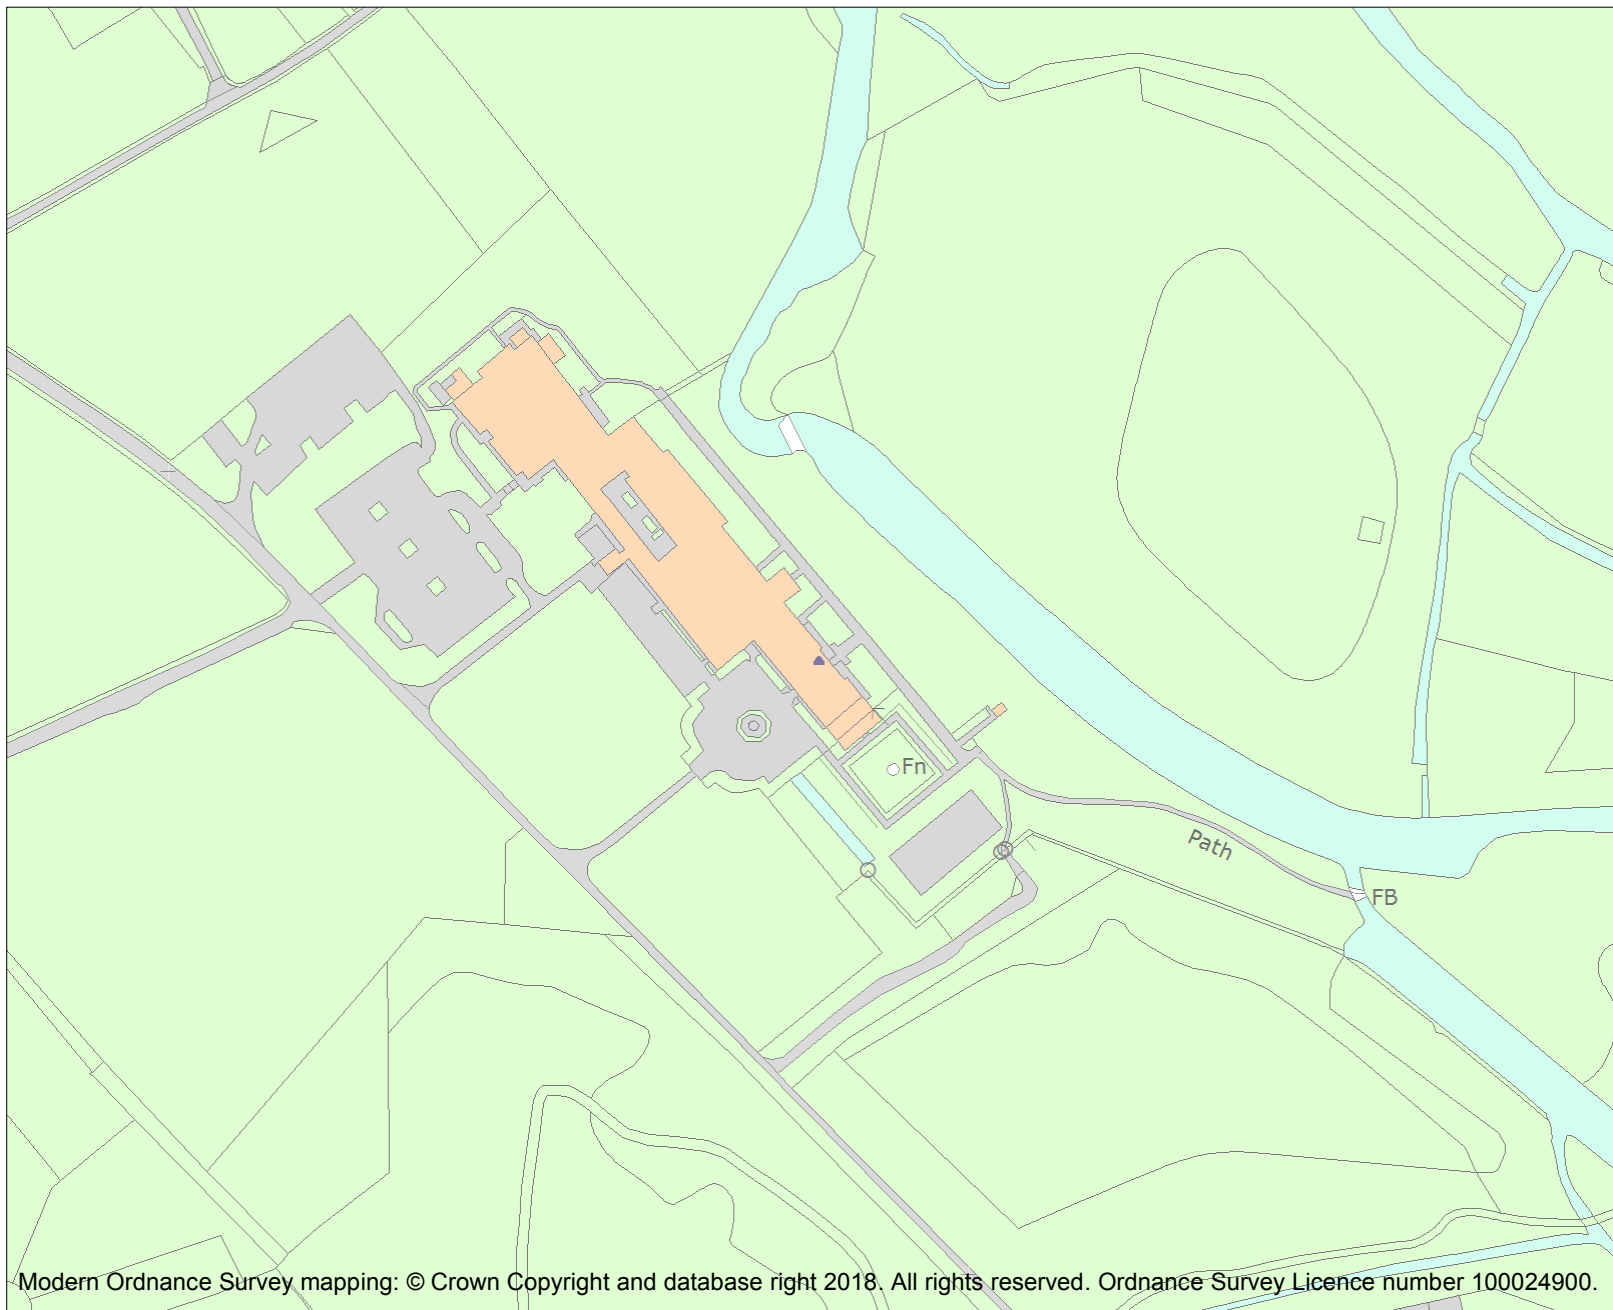 Fn
Path
FB
Modern Ordnance Survey mapping: © Crown Copyright and database right 2018. All rights reserved. Ordnance Survey Licence number 100024900.